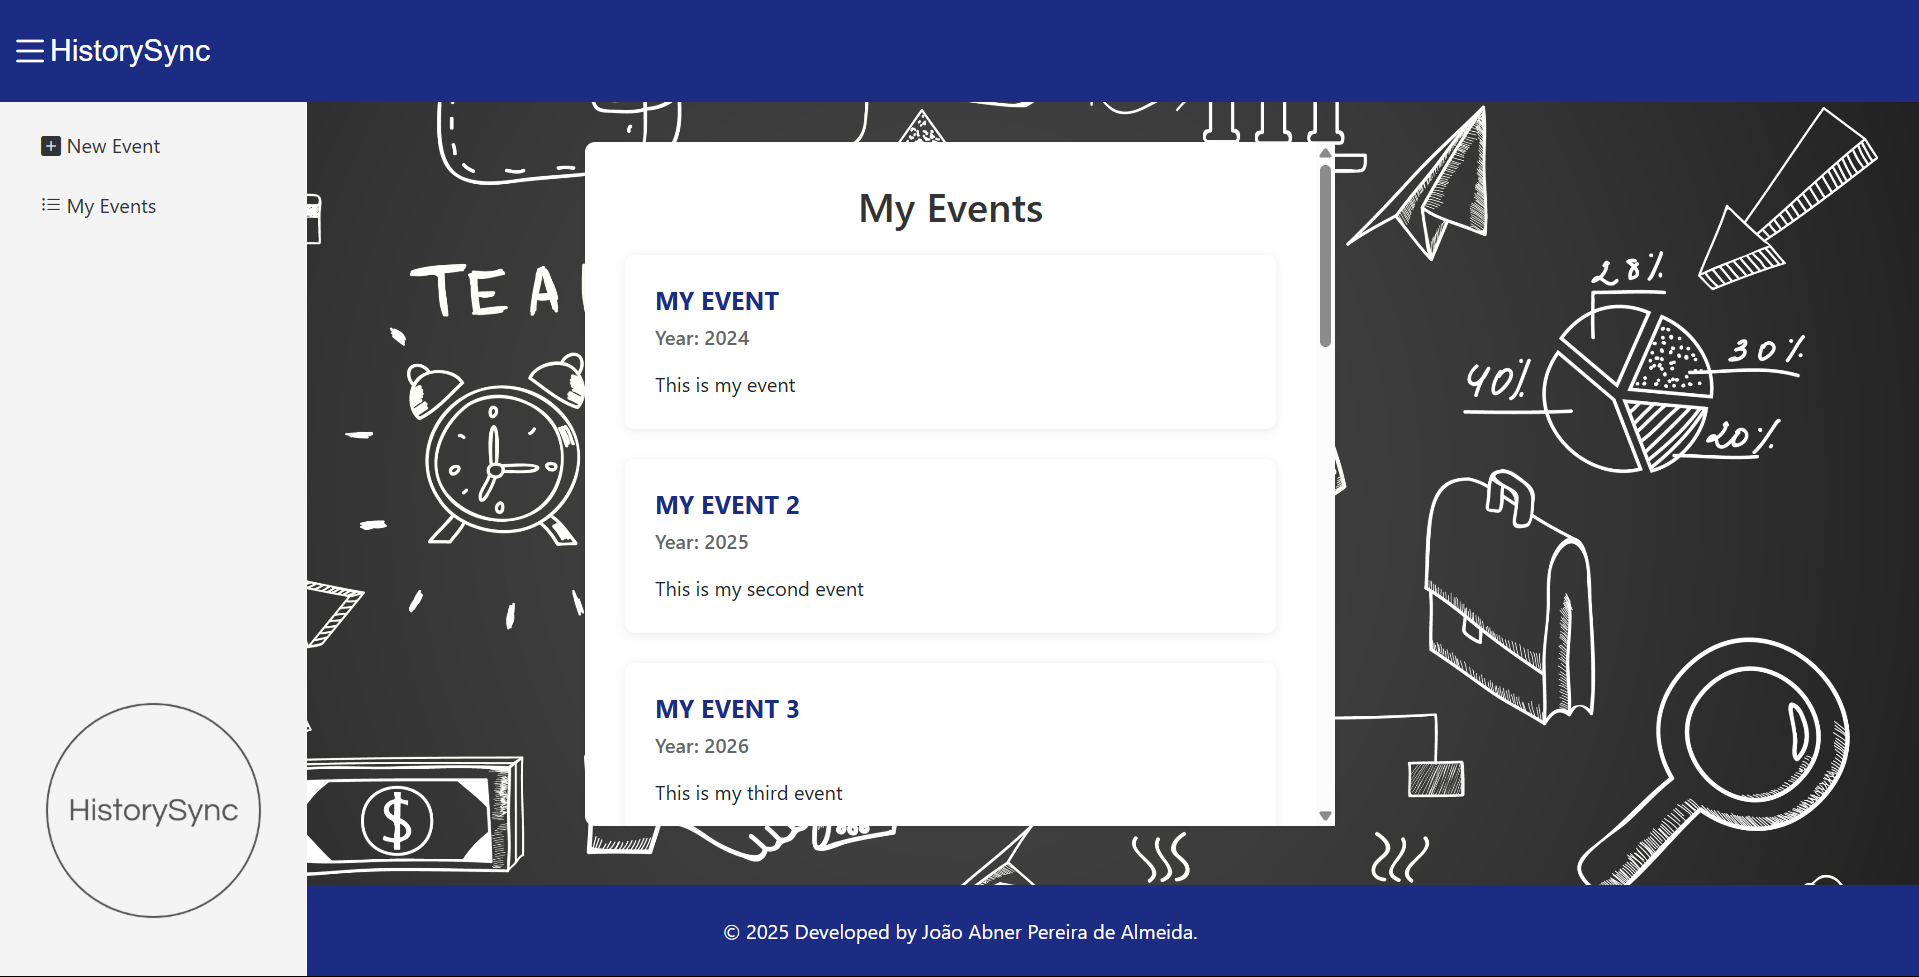 HistorySync
New Event
My Events
My Events
MY EVENT
Year: 2024
This is my event
MY EVENT 2
Year: 2025
This is my second event
MY EVENT 3
Year: 2026
This is my third event
TEA
28%
30%
40%
20%
$
HistorySync
© 2025 Developed by João Abner Pereira de Almeida.